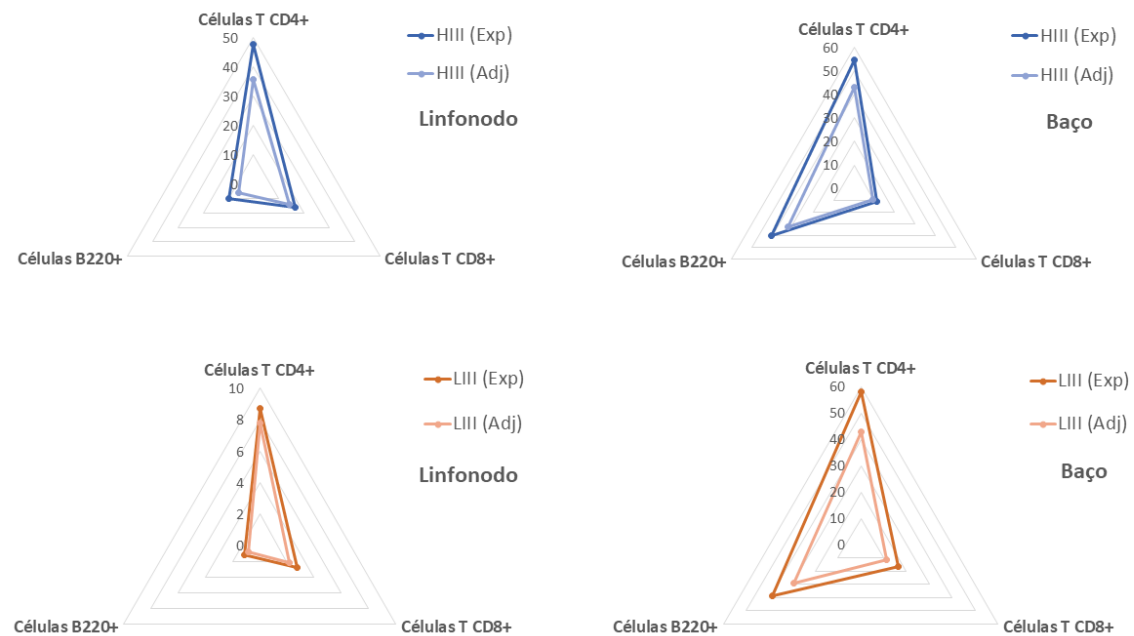 Células T CD4+
50
40
30
20
10
0
Células B220+
Células T CD8+
HIII (Exp)
HIII (Adj)
Linfonodo
Células T CD4+
60
50
40
30
20
10
0
Células B220+
Células T CD8+
HIII (Exp)
HIII (Adj)
Baço
Células T CD4+
10
8
6
4
2
0
Células B220+
Células T CD8+
LIII (Exp)
LIII (Adj)
Linfonodo
Células T CD4+
60
50
40
30
20
10
0
Células B220+
Células T CD8+
LIII (Exp)
LIII (Adj)
Baço